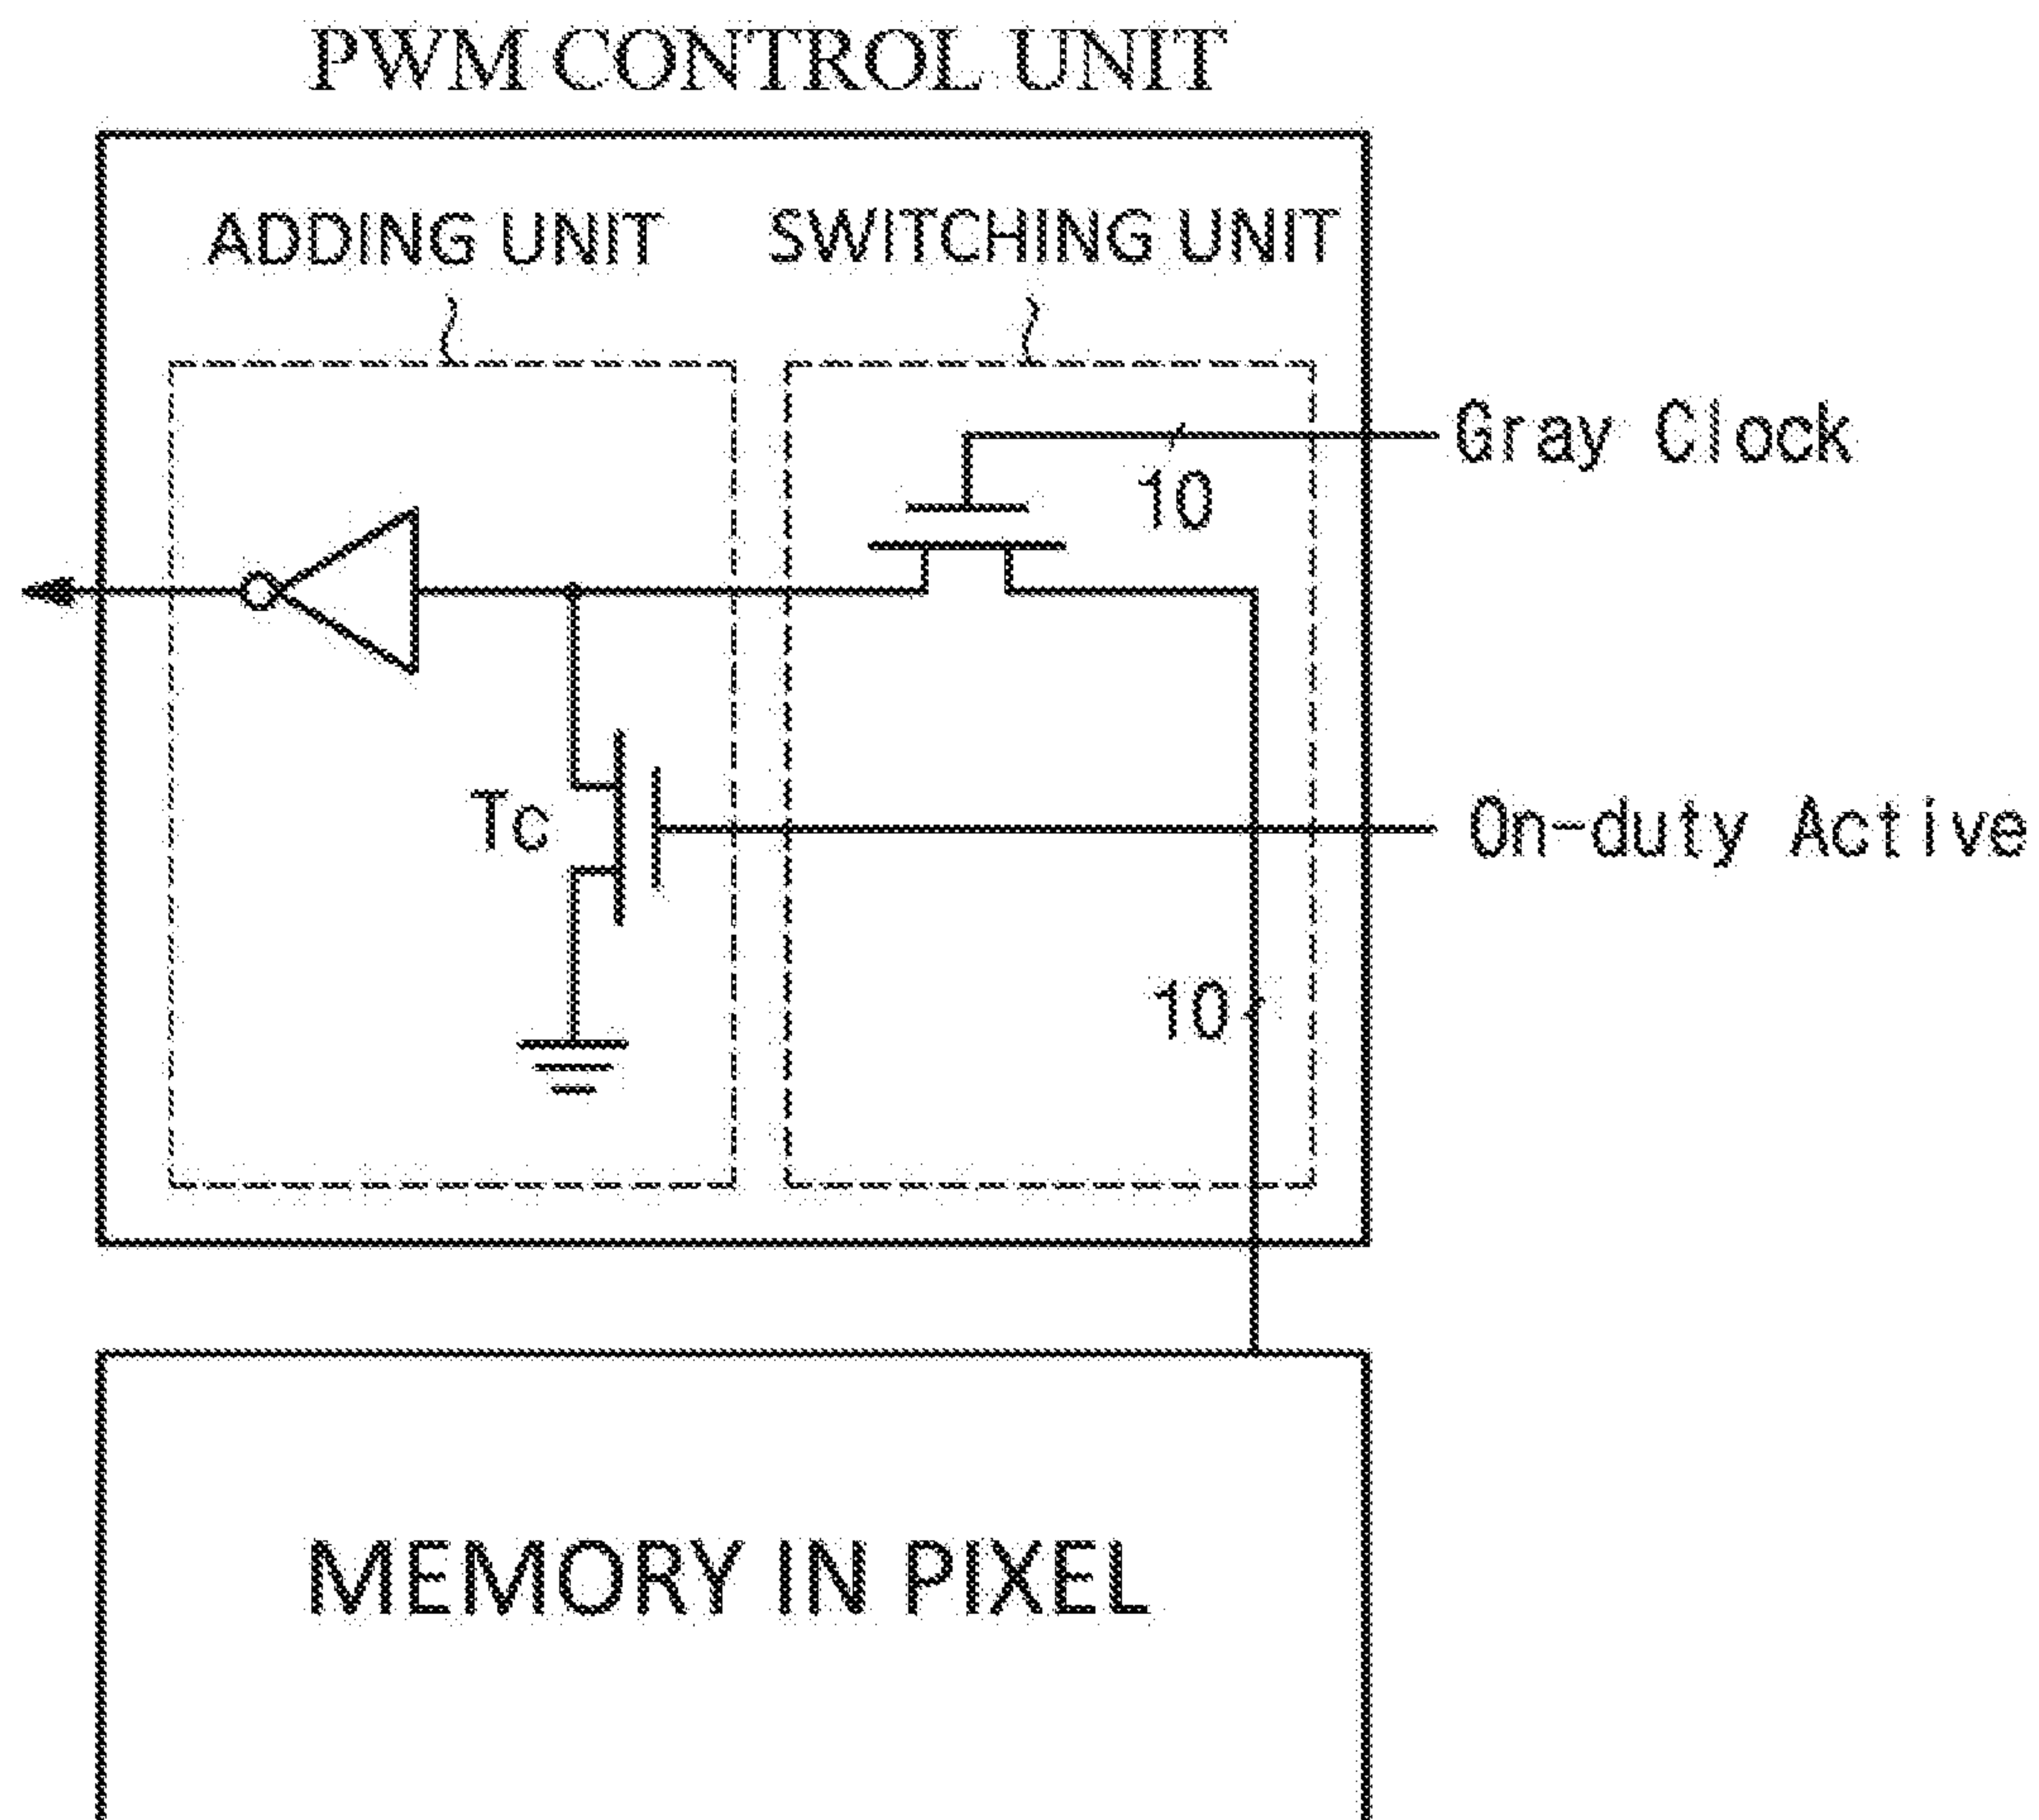 PWM CONTROL UNIT
ADDING UNIT
SWITCHING UNIT
Gray Clock
10
Tc
On-duty Active
10
MEMORY IN PIXEL